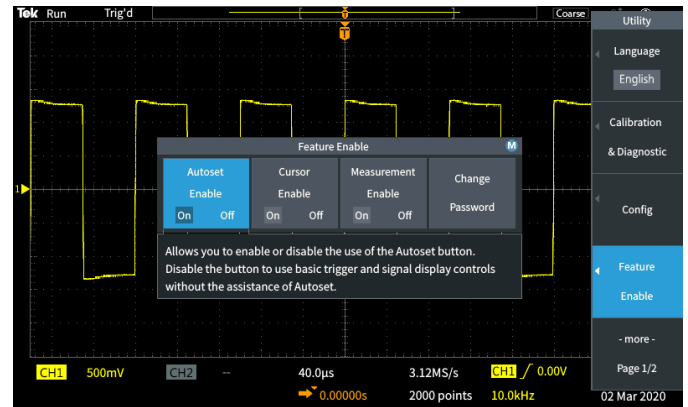 Tek Run Trig'd Coarse
T
T
Utility
Language
English
Calibration
& Diagnostic
Config
Feature
Enable
- more -
Page 1/2
Feature Enable M
Autoset Enable On Off
Cursor Enable On Off
Measurement Enable On Off
Change Password
Allows you to enable or disable the use of the Autoset button.
Disable the button to use basic trigger and signal display controls
without the assistance of Autoset.
1
CH1 500mV CH2 -- 40.0µs 3.12MS/s CH1 0.00V
0.00000s 2000 points 10.0kHz 02 Mar 2020